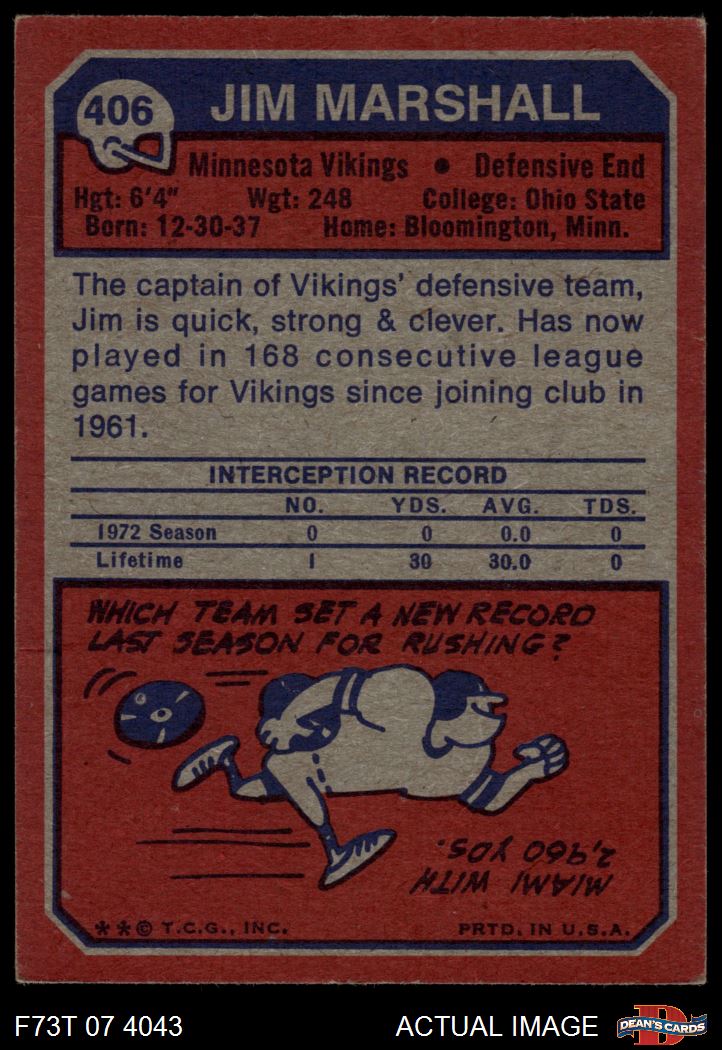 406
JIM MARSHALL
Minnesota Vikings • Defensive End
Hgt: 6'4" Wgt: 248 College: Ohio State
Born: 12-30-37 Home: Bloomington, Minn.
The captain of Vikings' defensive team,
Jim is quick, strong & clever. Has now
played in 168 consecutive league
games for Vikings since joining club in
1961.
INTERCEPTION RECORD
NO. YDS. AVG. TDS.
1972 Season 0 0 0.0 0
Lifetime 1 30 30.0 0
WHICH TEAM SET A NEW RECORD
LAST SEASON FOR RUSHING?
MIAMI WITH
2,960 YDS.
**© T.C.G., INC. PRTD. IN U.S.A.
F73T 07 4043 ACTUAL IMAGE
D
DEAN'S CARDS